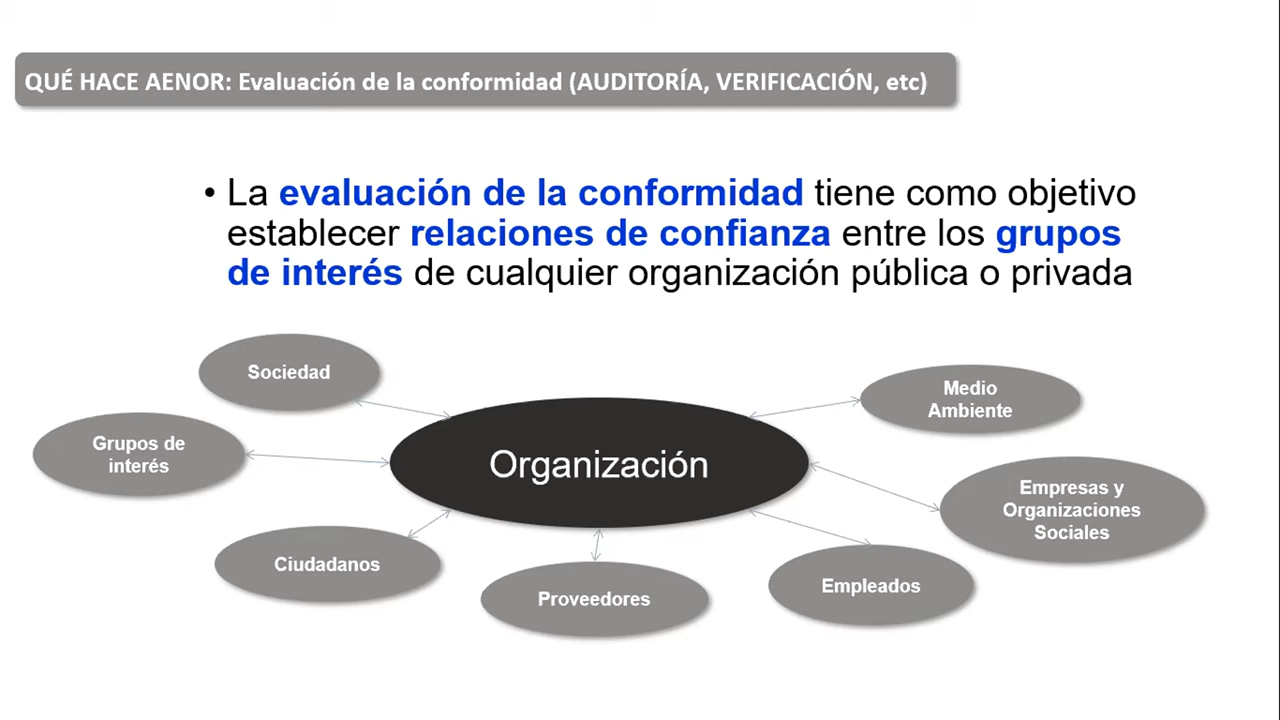 QUÉ HACE AENOR: Evaluación de la conformidad (AUDITORÍA, VERIFICACIÓN, etc)
• La evaluación de la conformidad tiene como objetivo
establecer relaciones de confianza entre los grupos
de interés de cualquier organización pública o privada
Sociedad
Medio
Ambiente
Grupos de
interés
Organización
Empresas y
Organizaciones
Sociales
Ciudadanos
Proveedores
Empleados